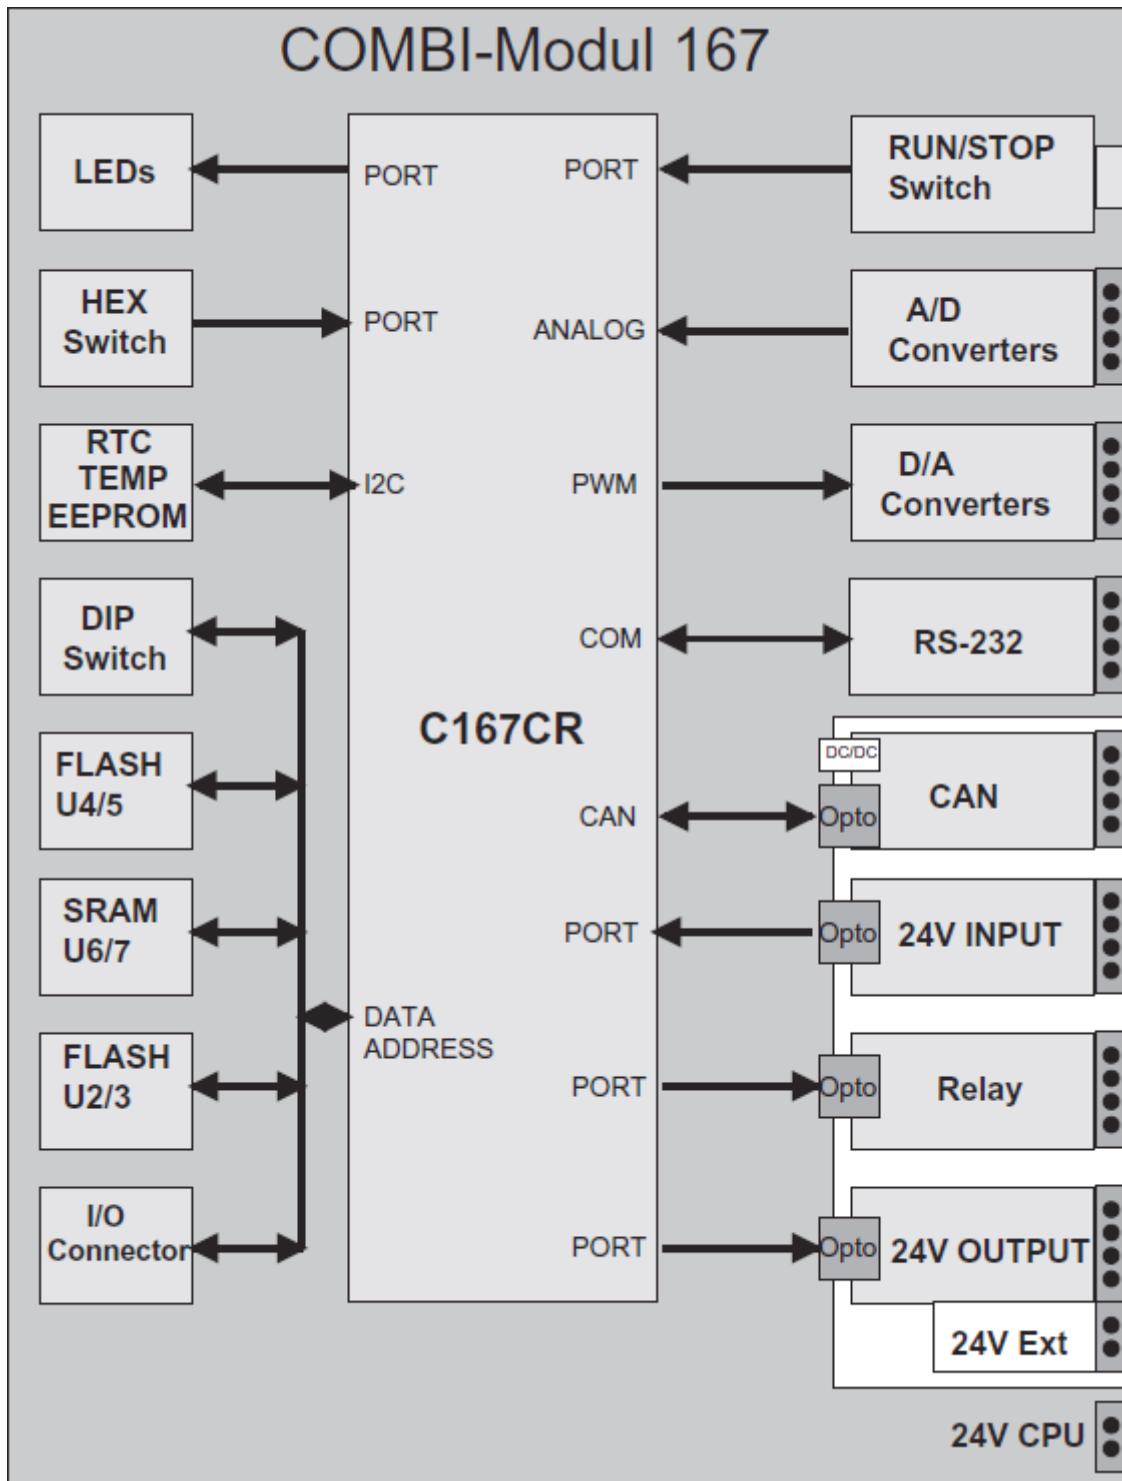 COMBI-Modul 167
LEDs
HEX
Switch
RTC
TEMP
EEPROM
DIP
Switch
FLASH
U4/5
SRAM
U6/7
FLASH
U2/3
I/O
Connector
PORT
PORT
I2C
DATA
ADDRESS
C167CR
PORT
ANALOG
PWM
COM
CAN
PORT
PORT
PORT
RUN/STOP
Switch
A/D
Converters
D/A
Converters
RS-232
DC/DC
Opto
CAN
Opto
24V INPUT
Opto
Relay
Opto
24V OUTPUT
24V Ext
24V CPU